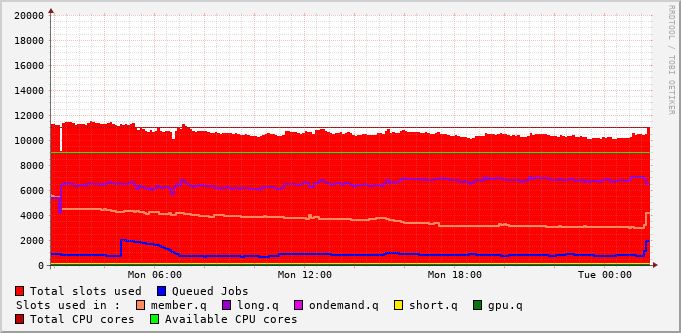 20000
18000
16000
14000
12000
10000
8000
6000
4000
2000
0
Mon 06:00 Mon 12:00 Mon 18:00 Tue 00:00
RRDTOOL / TOBI OETIKER
Total slots used Queued Jobs
Slots used in : member.q long.q ondemand.q short.q gpu.q
Total CPU cores Available CPU cores